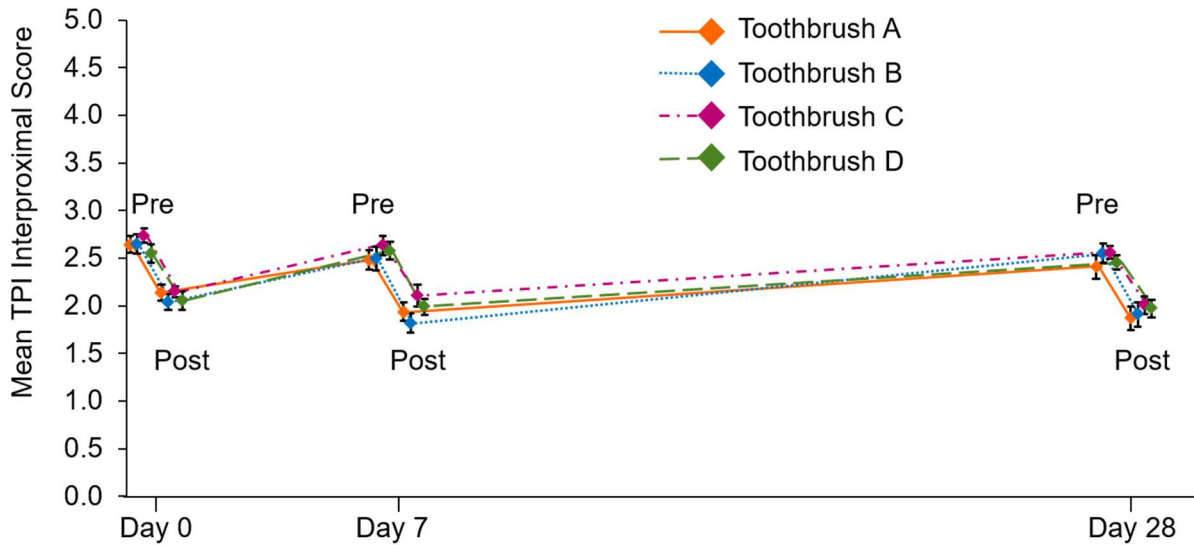 Mean TPI Interproximal Score
5.0
4.5
4.0
3.5
3.0
2.5
2.0
1.5
1.0
0.5
0.0
Toothbrush A
Toothbrush B
Toothbrush C
Toothbrush D
Pre
Pre
Pre
Post
Post
Post
Day 0
Day 7
Day 28